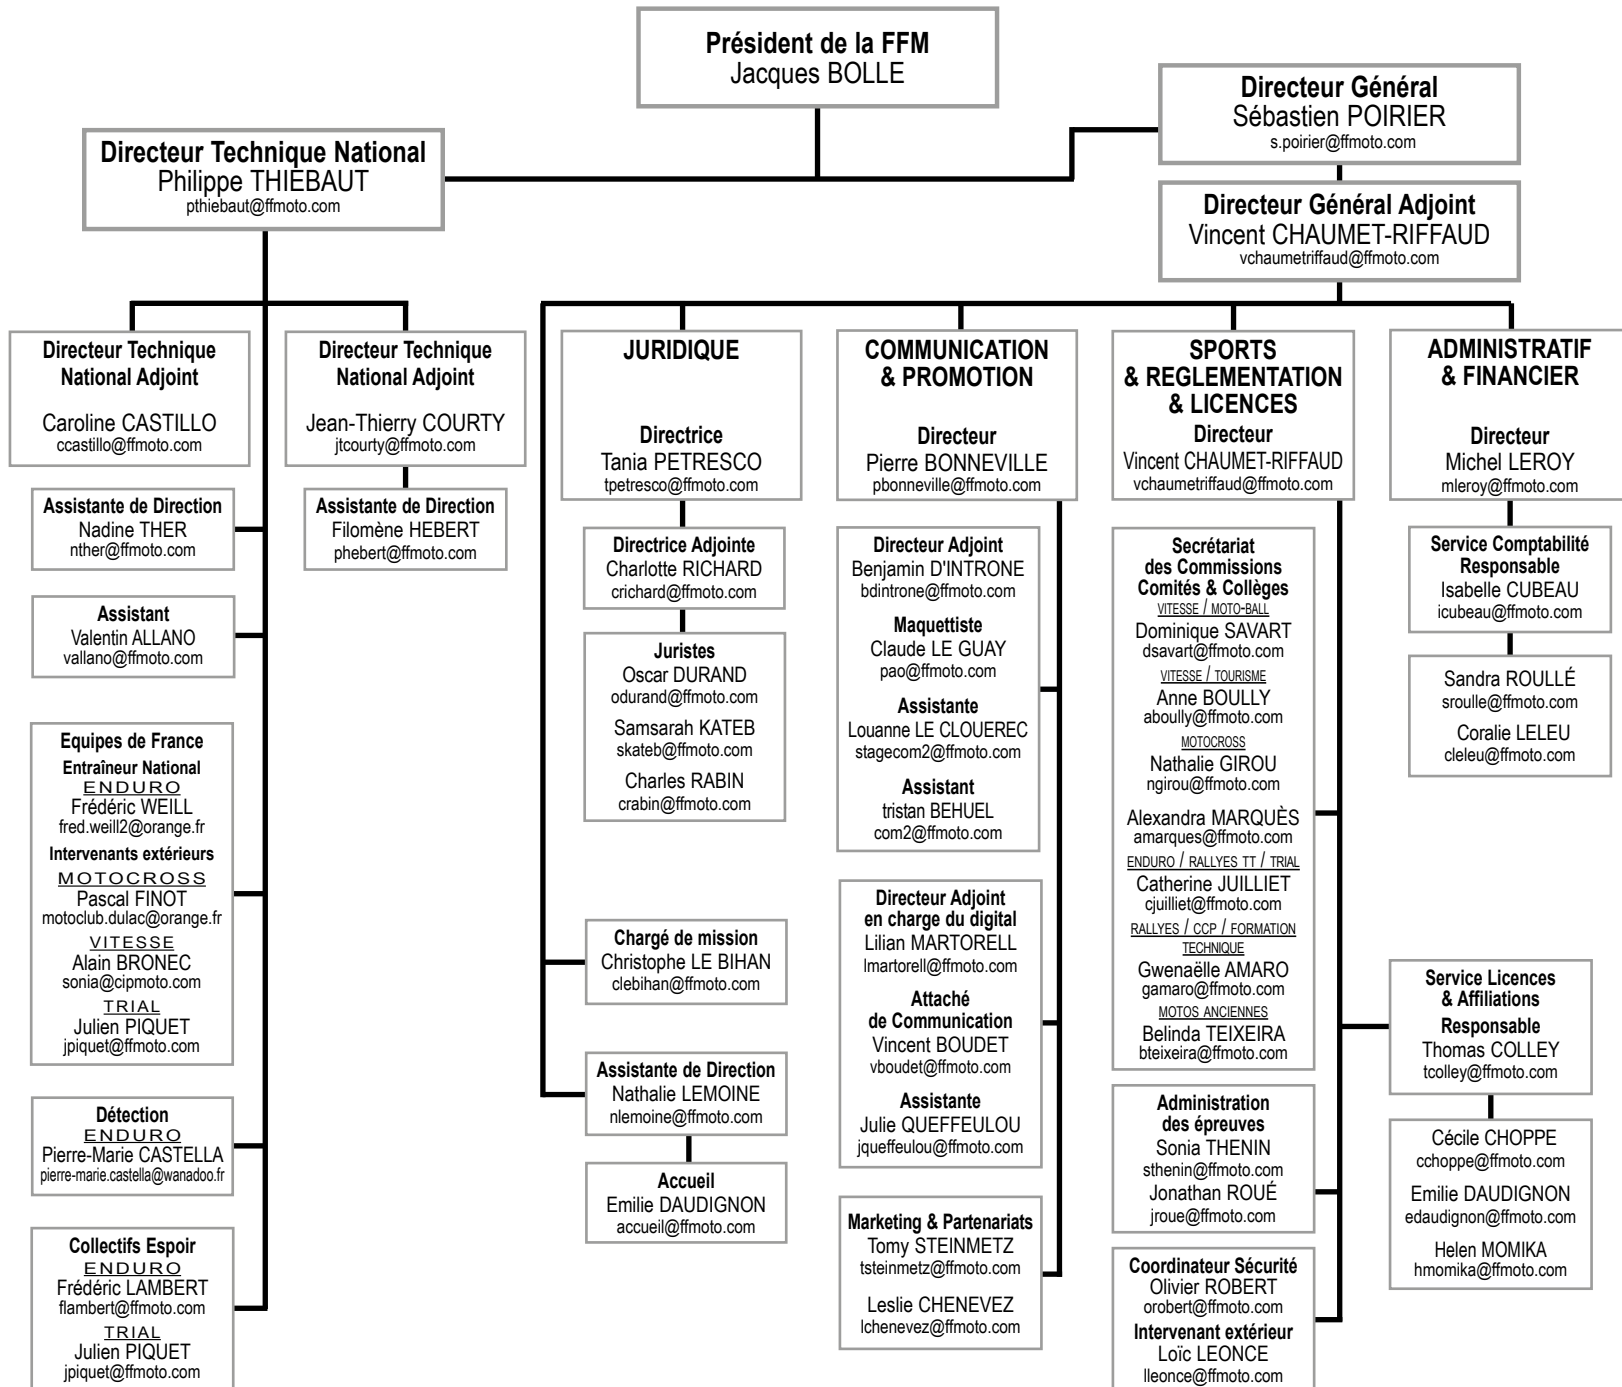 Président de la FFM
Jacques BOLLE
Directeur Général
Sébastien POIRIER
s.poirier@ffmoto.com
Directeur Technique National
Philippe THIEBAUT
pthiebaut@ffmoto.com
Directeur Général Adjoint
Vincent CHAUMET-RIFFAUD
vchaumetriffaud@ffmoto.com
Directeur Technique
National Adjoint
Caroline CASTILLO
ccastillo@ffmoto.com
Directeur Technique
National Adjoint
Jean-Thierry COURTY
jtcourty@ffmoto.com
Assistante de Direction
Nadine THER
nther@ffmoto.com
Assistante de Direction
Filomène HEBERT
phebert@ffmoto.com
Assistant
Valentin ALLANO
vallano@ffmoto.com
Equipes de France
Entraîneur National
ENDURO
Frédéric WEILL
fred.weill2@orange.fr
Intervenants extérieurs
MOTOCROSS
Pascal FINOT
motoclub.dulac@orange.fr
VITESSE
Alain BRONEC
sonia@cipmoto.com
TRIAL
Julien PIQUET
jpiquet@ffmoto.com
Détection
ENDURO
Pierre-Marie CASTELLA
pierre-marie.castella@wanadoo.fr
Collectifs Espoir
ENDURO
Frédéric LAMBERT
flambert@ffmoto.com
TRIAL
Julien PIQUET
jpiquet@ffmoto.com
JURIDIQUE
Directrice
Tania PETRESCO
tpetresco@ffmoto.com
Directrice Adjointe
Charlotte RICHARD
crichard@ffmoto.com
Juristes
Oscar DURAND
odurand@ffmoto.com
Samsarah KATEB
skateb@ffmoto.com
Charles RABIN
crabin@ffmoto.com
Chargé de mission
Christophe LE BIHAN
clebihan@ffmoto.com
Assistante de Direction
Nathalie LEMOINE
nlemoine@ffmoto.com
Accueil
Emilie DAUDIGNON
accueil@ffmoto.com
COMMUNICATION
& PROMOTION
Directeur
Pierre BONNEVILLE
pbonneville@ffmoto.com
Directeur Adjoint
Benjamin D'INTRONE
bdintrone@ffmoto.com
Maquettiste
Claude LE GUAY
pao@ffmoto.com
Assistante
Louanne LE CLOUEREC
stagecom2@ffmoto.com
Assistant
tristan BEHUEL
com2@ffmoto.com
Directeur Adjoint
en charge du digital
Lilian MARTORELL
lmartorell@ffmoto.com
Attaché
de Communication
Vincent BOUDET
vboudet@ffmoto.com
Assistante
Julie QUEFFEULOU
jqueffeulou@ffmoto.com
Marketing & Partenariats
Tomy STEINMETZ
tsteinmetz@ffmoto.com
Leslie CHENEVEZ
lchenevez@ffmoto.com
SPORTS
& REGLEMENTATION
& LICENCES
Directeur
Vincent CHAUMET-RIFFAUD
vchaumetriffaud@ffmoto.com
Secrétariat
des Commissions
Comités & Collèges
VITESSE / MOTO-BALL
Dominique SAVART
dsavart@ffmoto.com
VITESSE / TOURISME
Anne BOULLY
aboully@ffmoto.com
MOTOCROSS
Nathalie GIROU
ngirou@ffmoto.com
Alexandra MARQUÈS
amarques@ffmoto.com
ENDURO / RALLYES TT / TRIAL
Catherine JUILLIET
cjuilliet@ffmoto.com
RALLYES / CCP / FORMATION
TECHNIQUE
Gwenaëlle AMARO
gamaro@ffmoto.com
MOTOS ANCIENNES
Belinda TEIXEIRA
bteixeira@ffmoto.com
Administration
des épreuves
Sonia THENIN
sthenin@ffmoto.com
Jonathan ROUÉ
jroue@ffmoto.com
Coordinateur Sécurité
Olivier ROBERT
orobert@ffmoto.com
Intervenant extérieur
Loïc LEONCE
lleonce@ffmoto.com
ADMINISTRATIF
& FINANCIER
Directeur
Michel LEROY
mleroy@ffmoto.com
Service Comptabilité
Responsable
Isabelle CUBEAU
icubeau@ffmoto.com
Sandra ROULLÉ
sroulle@ffmoto.com
Coralie LELEU
cleleu@ffmoto.com
Service Licences
& Affiliations
Responsable
Thomas COLLEY
tcolley@ffmoto.com
Cécile CHOPPE
cchoppe@ffmoto.com
Emilie DAUDIGNON
edaudignon@ffmoto.com
Helen MOMIKA
hmomika@ffmoto.com